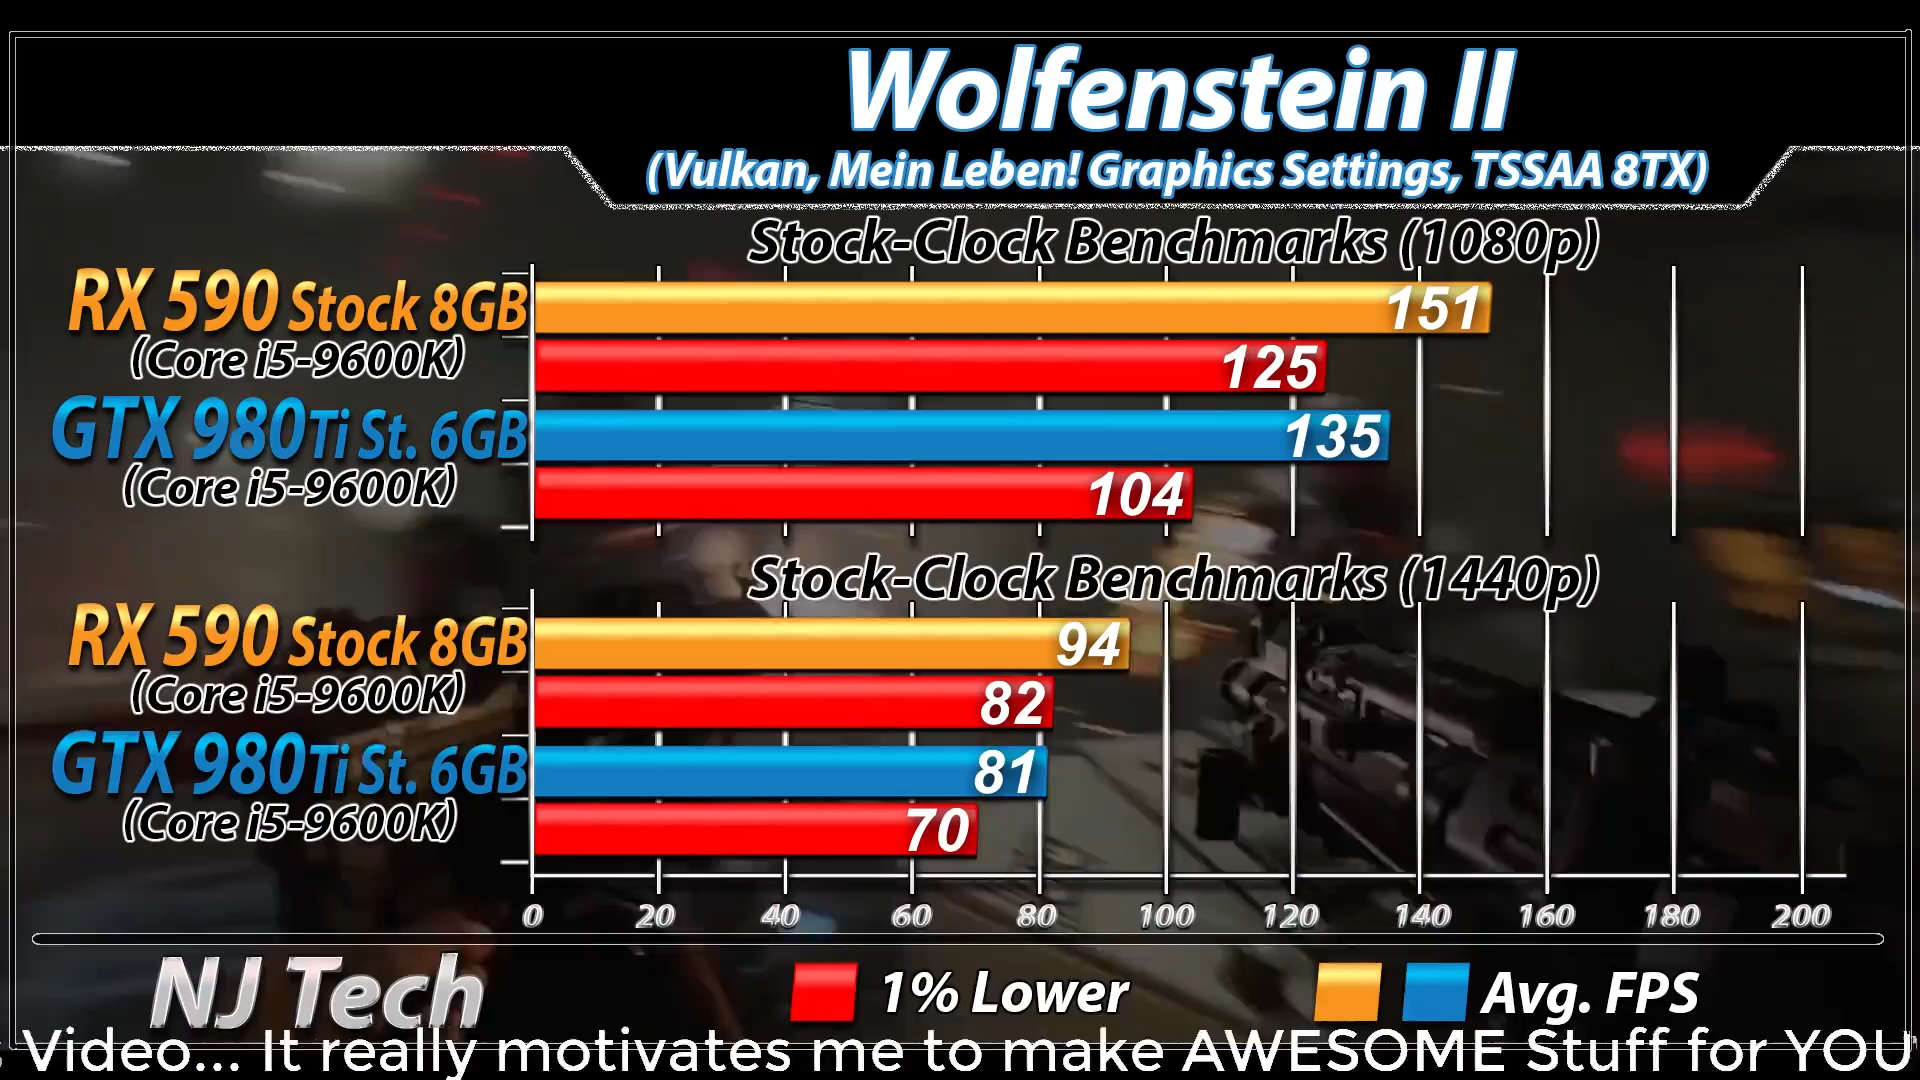 Wolfenstein II
(Vulkan, Mein Leben! Graphics Settings, TSSAA 8TX)
Stock-Clock Benchmarks (1080p)
RX 590 Stock 8GB
151
(Core i5-9600K)
125
GTX 980Ti St. 6GB
135
(Core i5-9600K)
104
Stock-Clock Benchmarks (1440p)
RX 590 Stock 8GB
94
(Core i5-9600K)
82
GTX 980Ti St. 6GB
81
(Core i5-9600K)
70
0 20 40 60 80 100 120 140 160 180 200
NJ Tech
1% Lower
Avg. FPS
Video... It really motivates me to make AWESOME Stuff for YOU